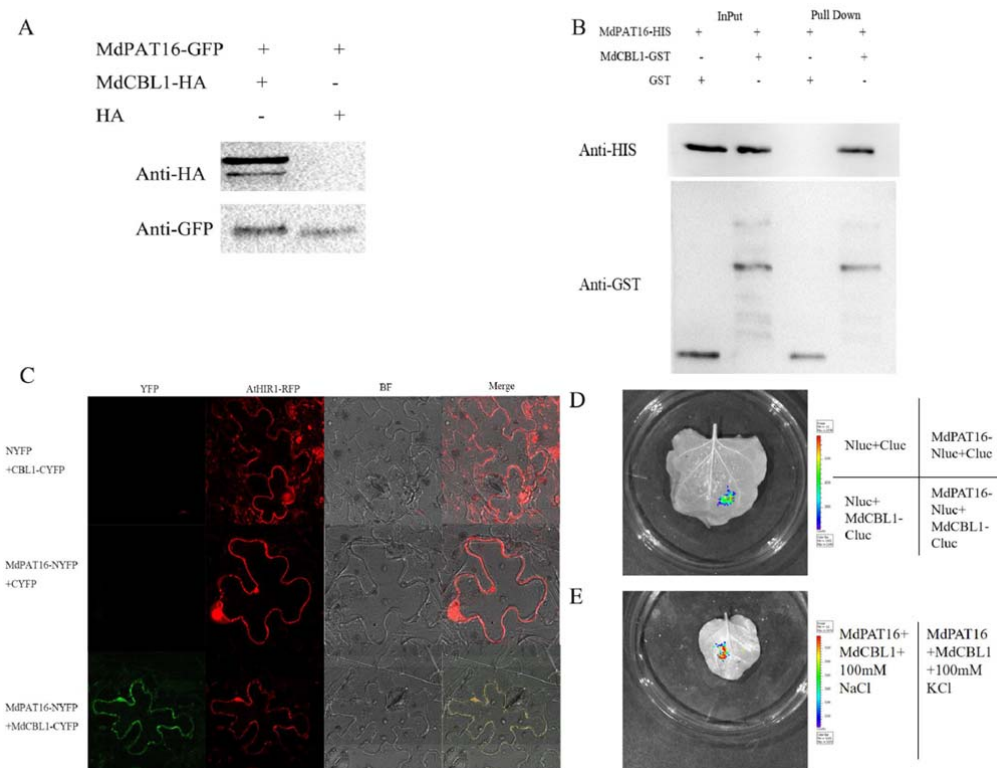 A
MdPAT16-GFP + +
MdCBL1-HA + -
HA - +
Anti-HA
Anti-GFP
B
InPut Pull Down
MdPAT16-HIS + + + +
MdCBL1-GST - + - +
GST + - + -
Anti-HIS
Anti-GST
C
YFP AtHIR1-RFP BF Merge
NYFP
+CBL1-CYFP
MdPAT16-NYFP
+CYFP
MdPAT16-NYFP
+MdCBL1-CYFP
D
Nluc+Cluc
MdPAT16-
Nluc+Cluc
Nluc+
MdCBL1-
Cluc
MdPAT16-
Nluc+
MdCBL1-
Cluc
E
MdPAT16+
MdCBL1+
100mM
NaCl
MdPAT16
+MdCBL1
+100mM
KCl